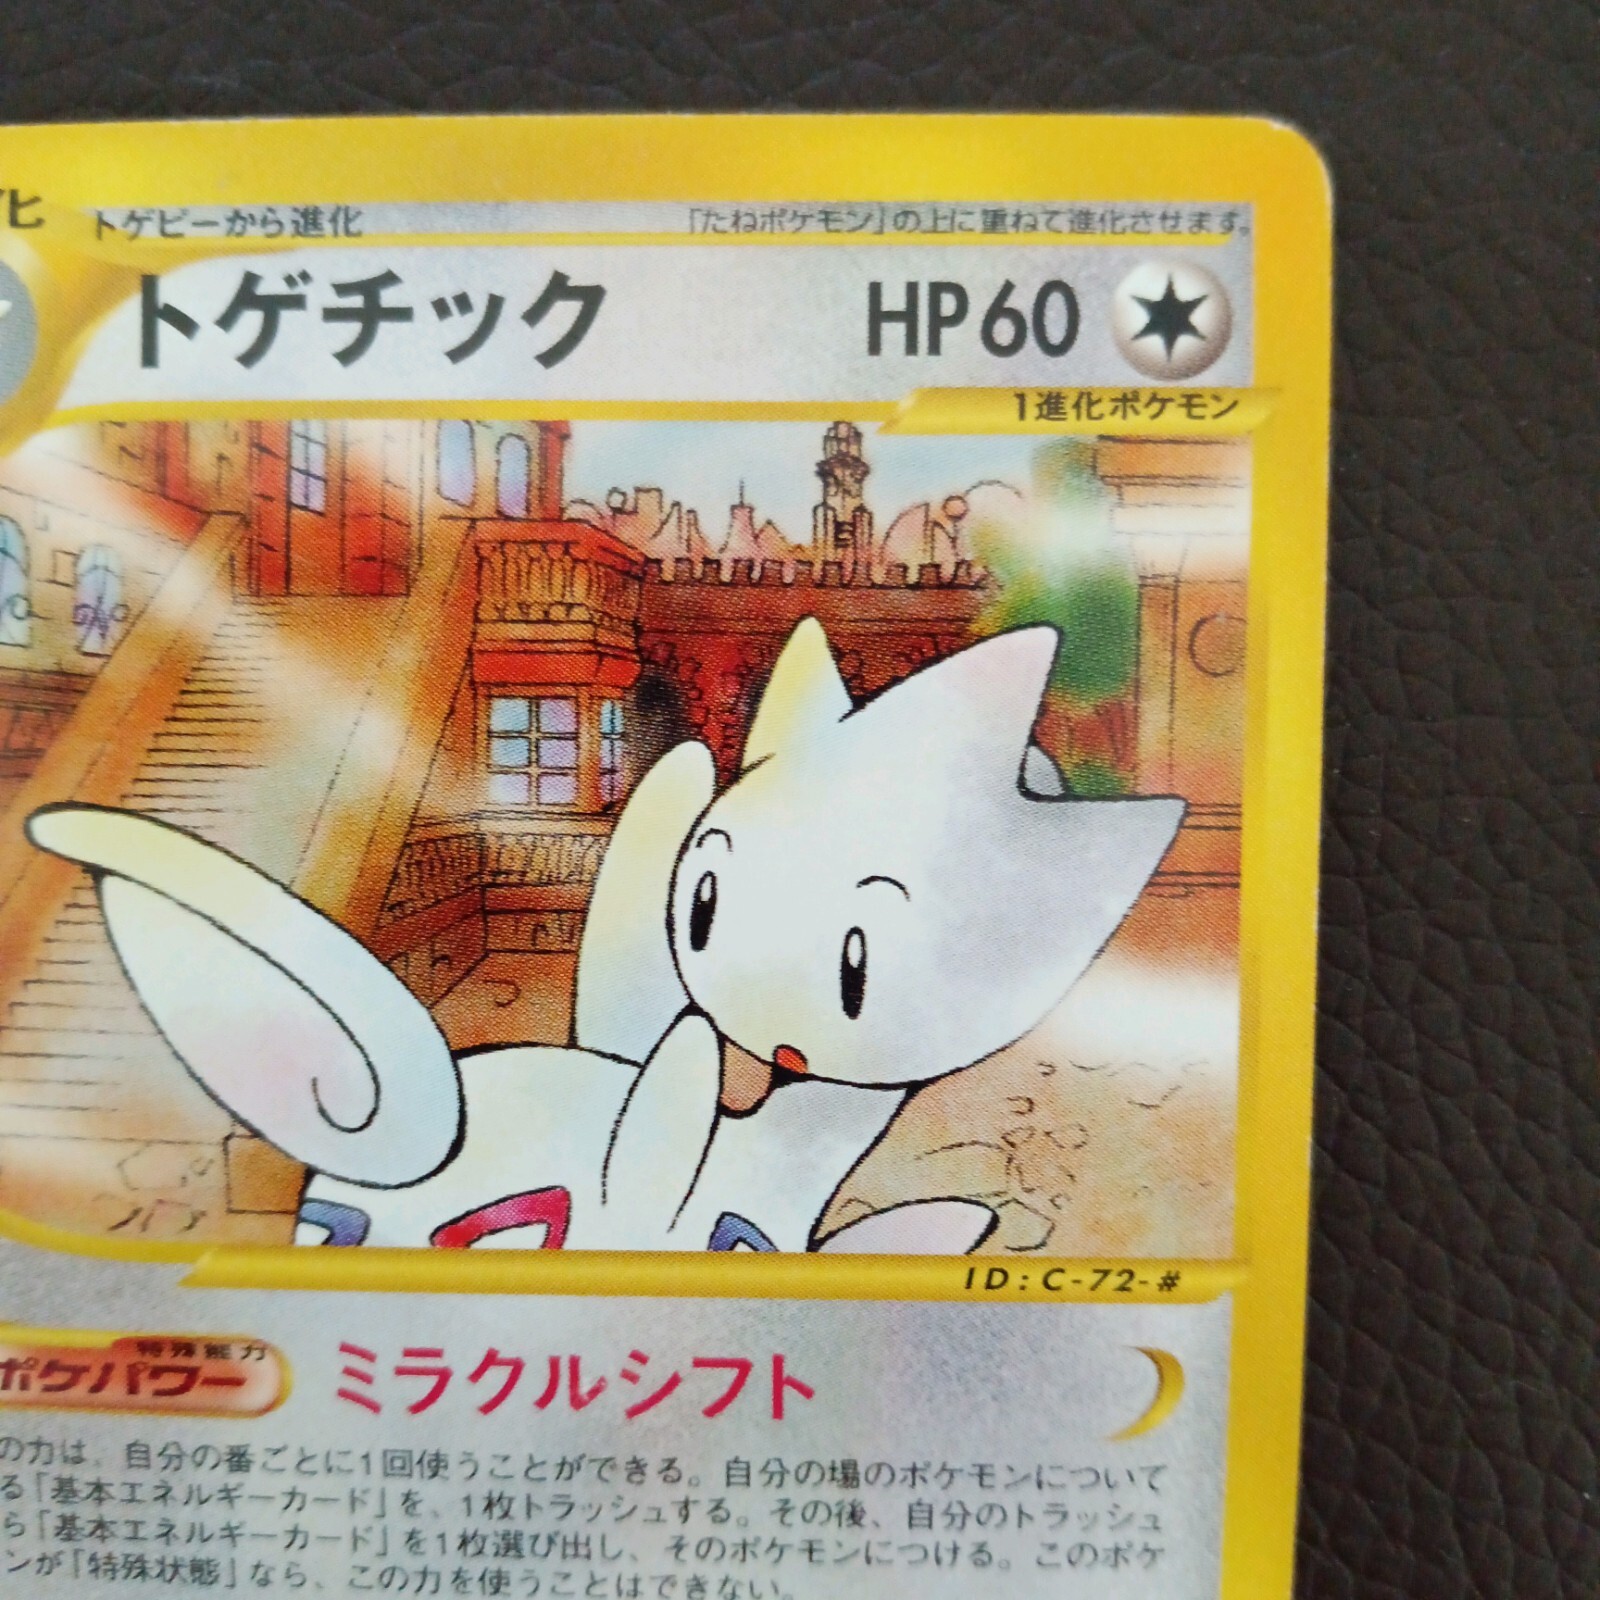 化
トゲピーから進化 「たねポケモン」の上に重ねて進化させます。
トゲチック HP60
1進化ポケモン
ID:C-72-#
特殊能力
ポケパワー ミラクルシフト
の力は、自分の番ごとに1回使うことができる。自分の場のポケモンについて
る「基本エネルギーカード」を、1枚トラッシュする。その後、自分のトラッシュ
ら「基本エネルギーカード」を1枚選び出し、そのポケモンにつける。このポケ
ンが「特殊状態」なら、この力を使うことはできない。